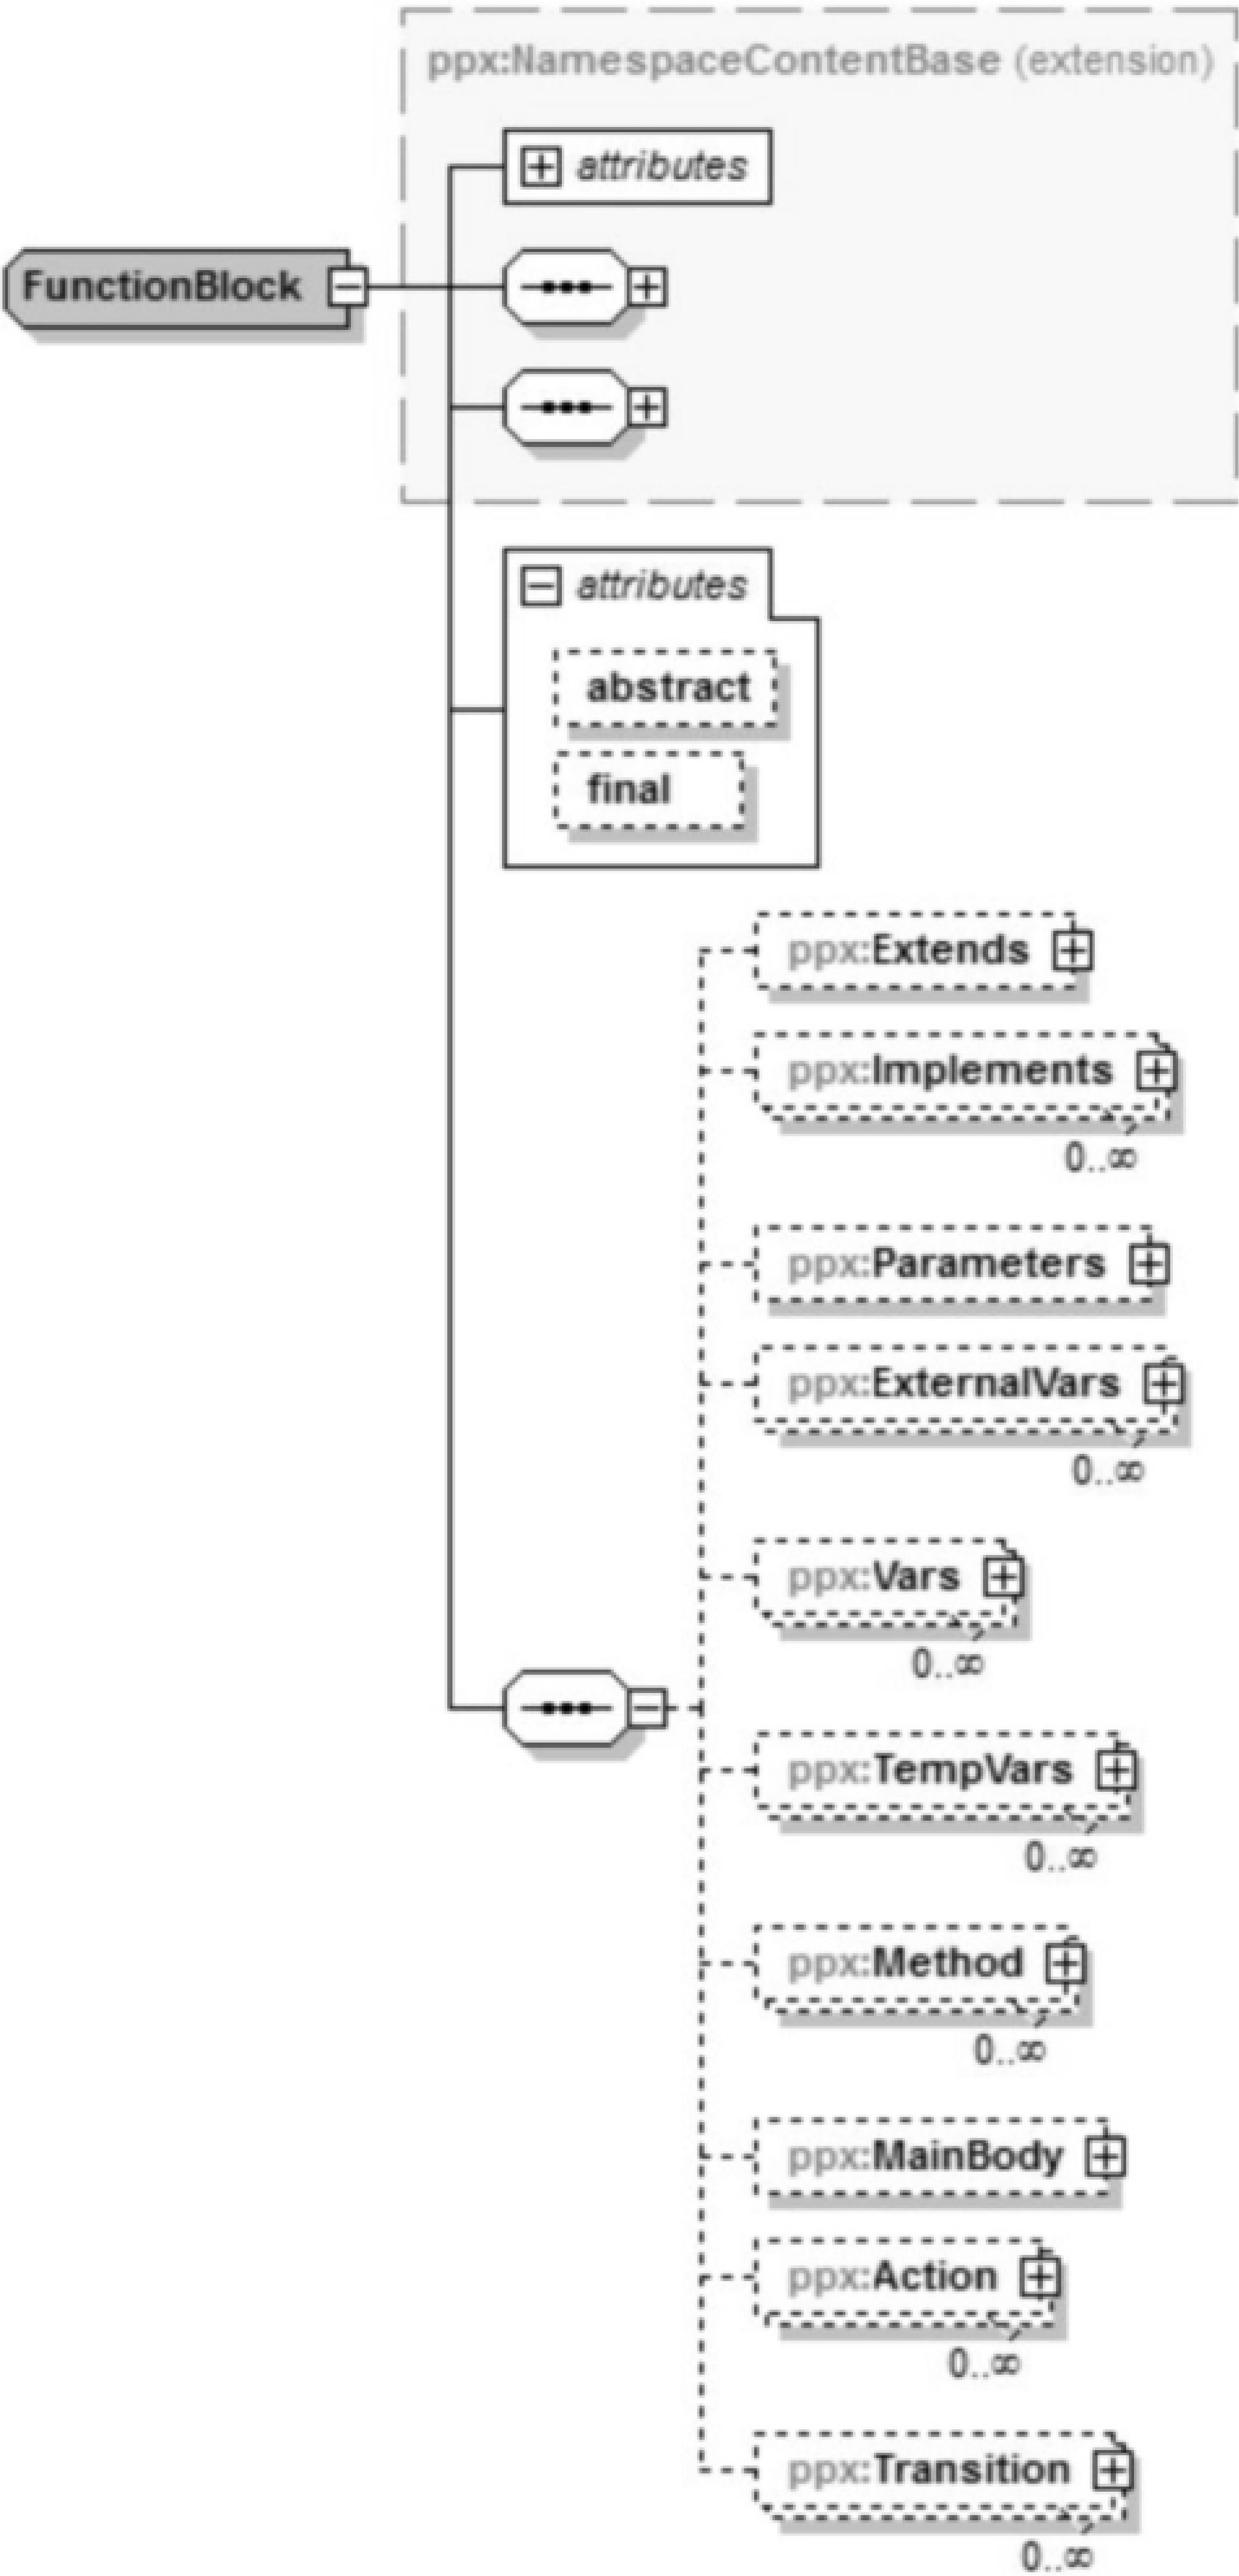 ppx:NamespaceContentBase (extension)
attributes
FunctionBlock
attributes
abstract
final
ppx:Extends
ppx:Implements
0..∞
ppx:Parameters
ppx:ExternalVars
0..∞
ppx:Vars
0..∞
ppx:TempVars
0..∞
ppx:Method
0..∞
ppx:MainBody
ppx:Action
0..∞
ppx:Transition
0..∞